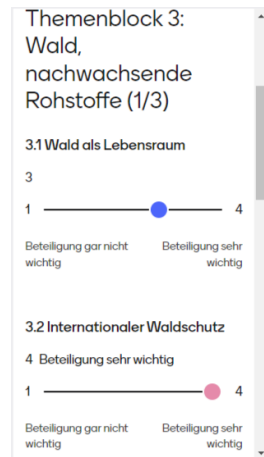 Themenblock 3:
Wald,
nachwachsende
Rohstoffe (1/3)
3.1 Wald als Lebensraum
3
1 4
Beteiligung gar nicht Beteiligung sehr
wichtig wichtig
3.2 Internationaler Waldschutz
4 Beteiligung sehr wichtig
1 4
Beteiligung gar nicht Beteiligung sehr
wichtig wichtig